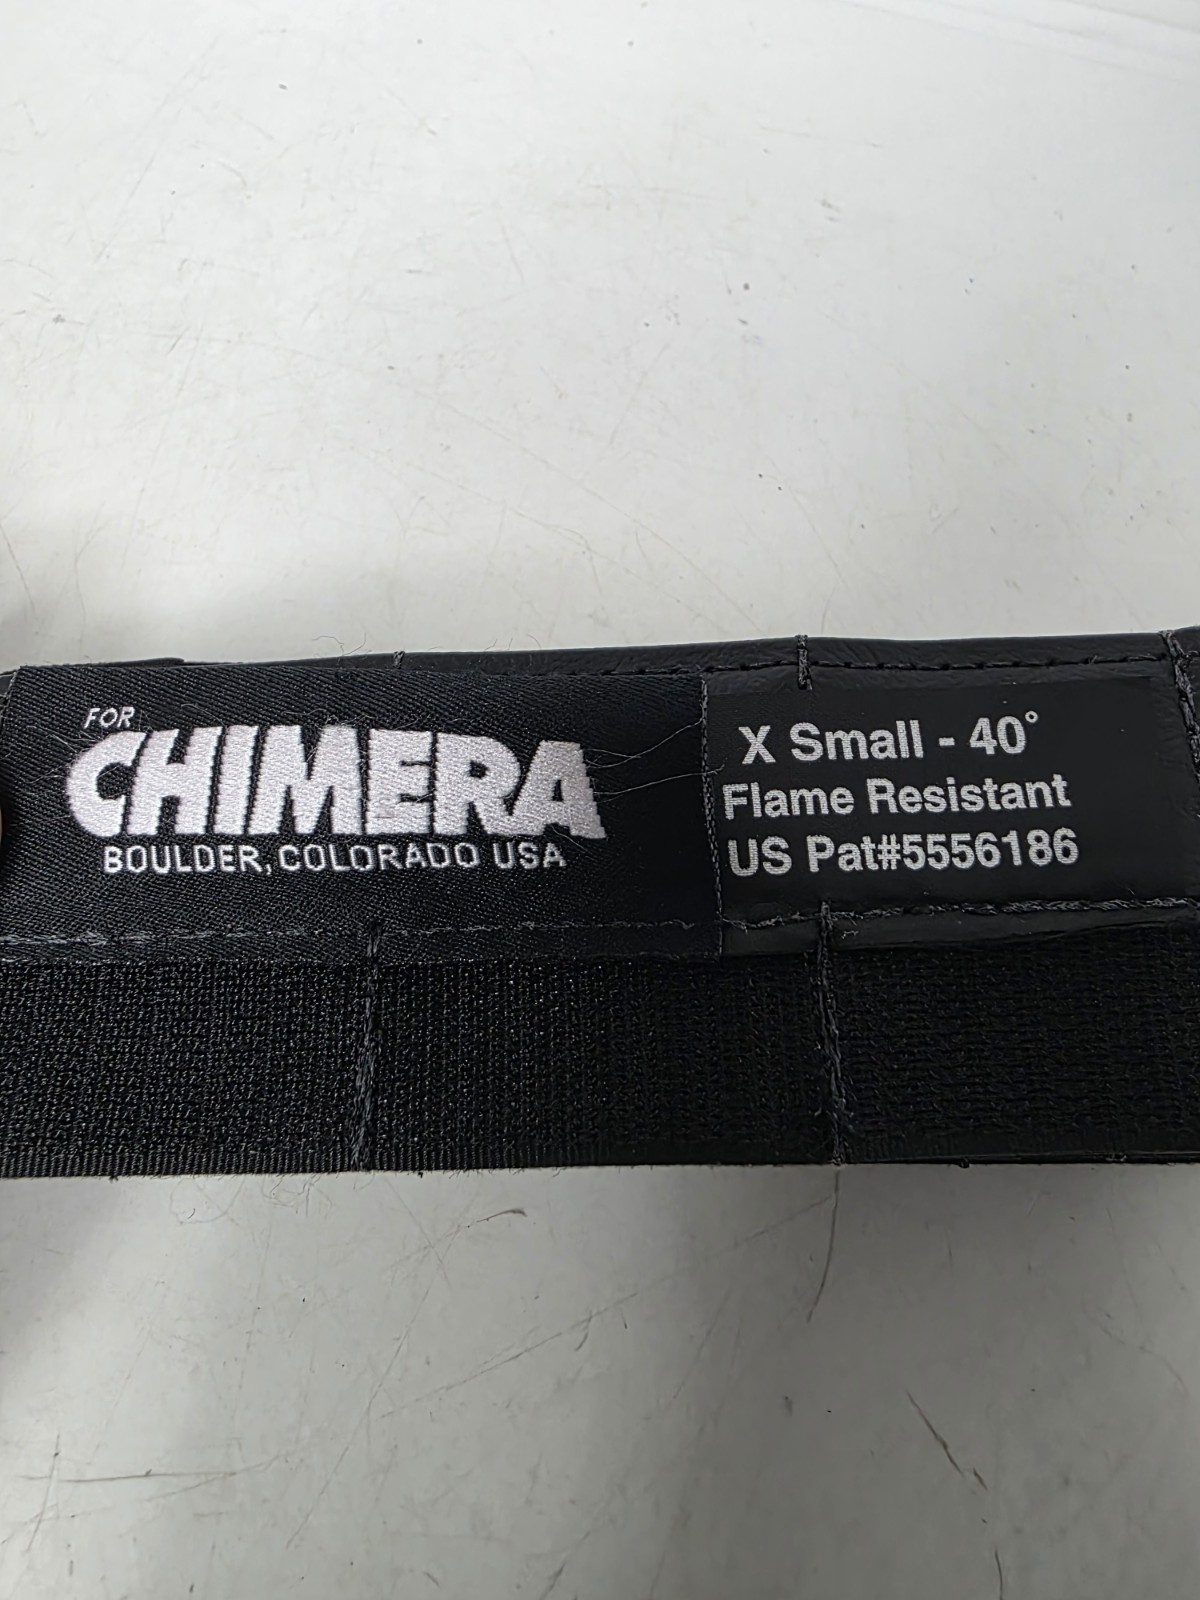 FOR
CHIMERA
BOULDER, COLORADO USA
X Small - 40°
Flame Resistant
US Pat#5556186